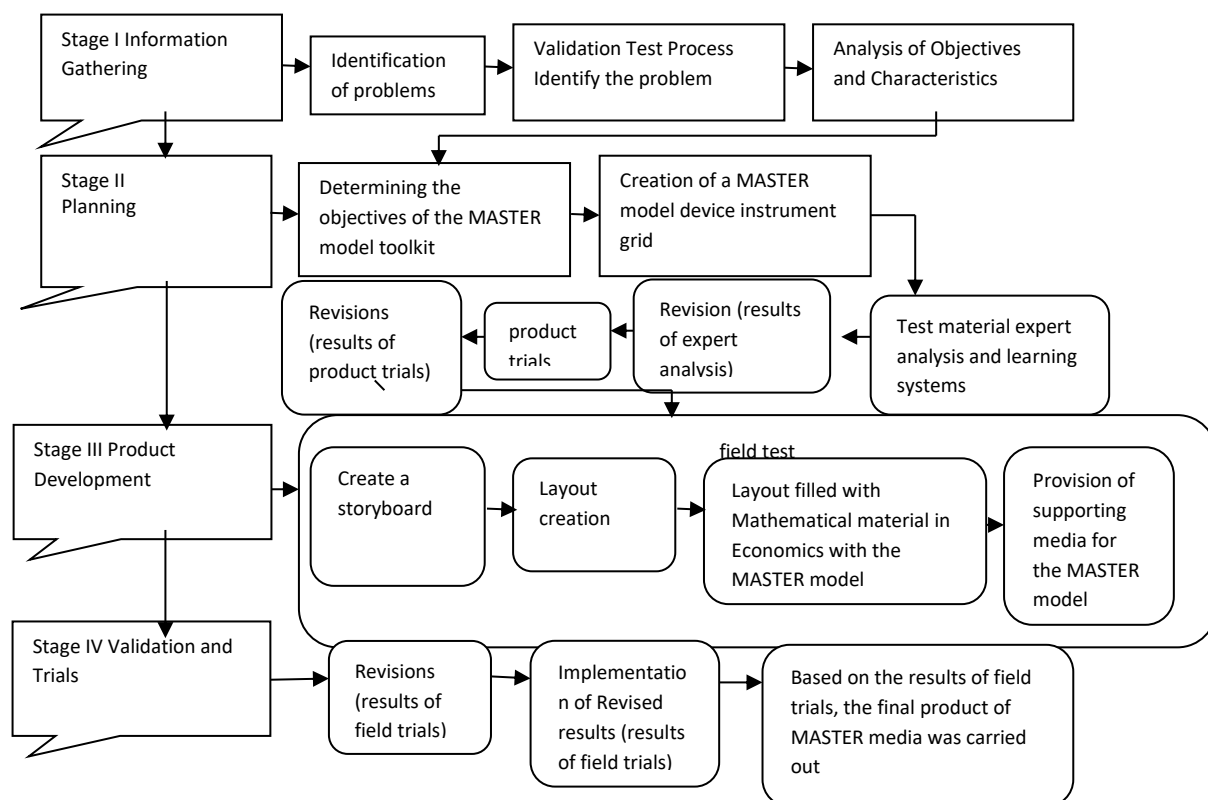 Stage I Information
Gathering
Identification
of problems
Validation Test Process
Identify the problem
Analysis of Objectives
and Characteristics
Stage II
Planning
Determining the
objectives of the MASTER
model toolkit
Creation of a MASTER
model device instrument
grid
Revisions
(results of
product trials)
product
trials
Revision (results
of expert
analysis)
Test material expert
analysis and learning
systems
Stage III Product
Development
field test
Create a
storyboard
Layout
creation
Layout filled with
Mathematical material in
Economics with the
MASTER model
Provision of
supporting
media for
the MASTER
model
Stage IV Validation and
Trials
Revisions
(results of
field trials)
Implementatio
n of Revised
results (results
of field trials)
Based on the results of field
trials, the final product of
MASTER media was carried
out